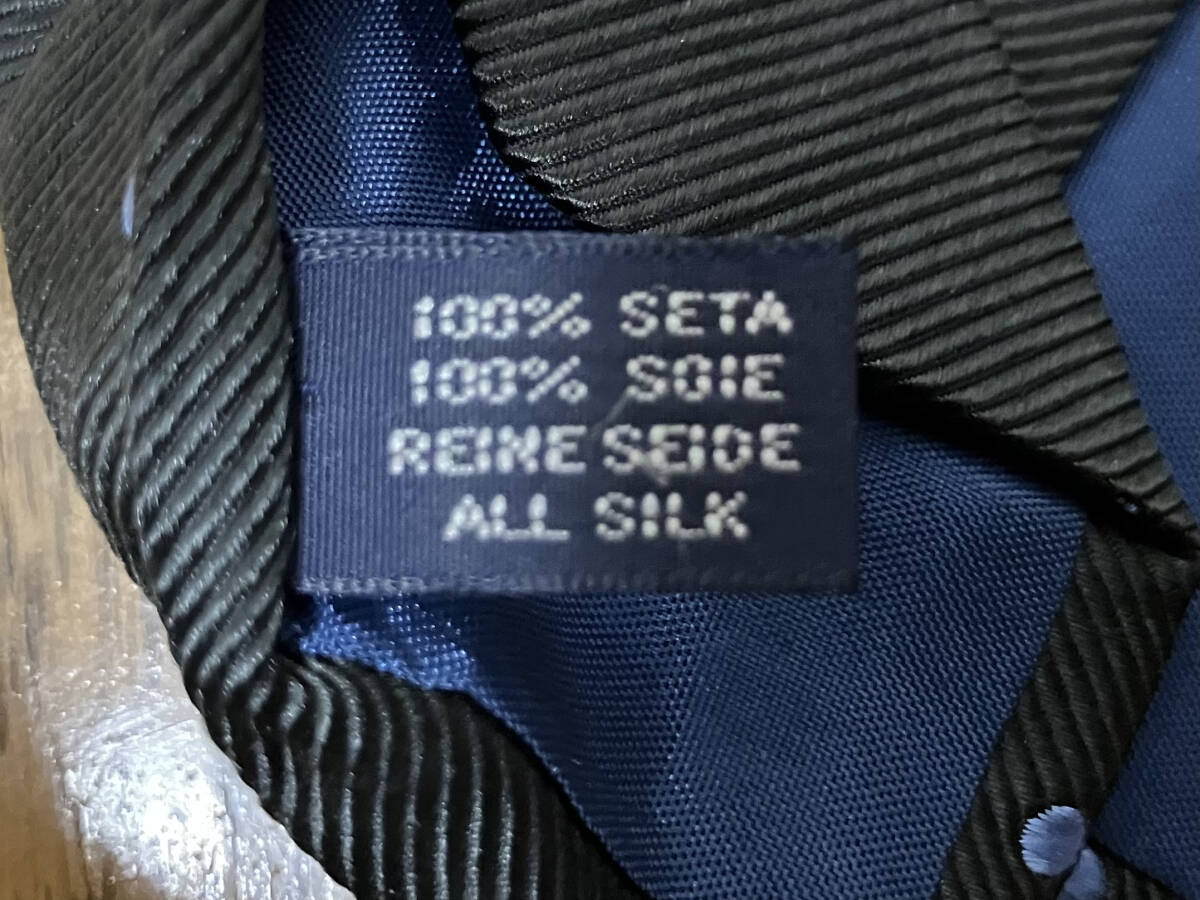 100% SETA
100% SOIE
REINE SEIDE
ALL SILK